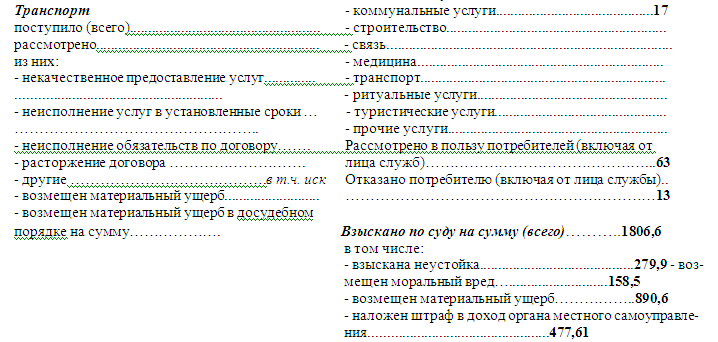 Транспорт
поступило (всего)
рассмотрено
из них:
- некачественное предоставление услуг...............
............................................................
- неисполнение услуг в установленные сроки ...
............................................................
- неисполнение обязательств по договору.......
- расторжение договора ........................................
- другие............................................в т.ч. иск
- возмещен материальный ущерб...........................
- возмещен материальный ущерб в досудебном
порядке на сумму.....................
- коммунальные услуги.............................................17
- строительство............................................................
- связь............................................................
- медицина............................................................
- транспорт............................................................
- ритуальные услуги......................................................
- туристические услуги..................................................
- прочие услуги............................................................
Рассмотрено в пользу потребителей (включая от
лица служб)............................................................63
Отказано потребителю (включая от лица службы)..
............................................................13
Взыскано по суду на сумму (всего)..............1806,6
в том числе:
- взыскана неустойка............................................279,9 - воз-
мещен моральный вред......................................158,5
- возмещен материальный ущерб...................890,6
- наложен штраф в доход органа местного самоуправле-
ния....................................................477,61